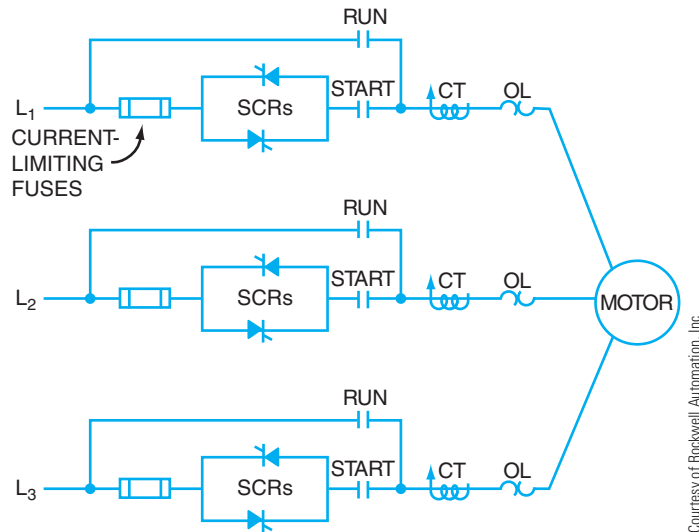 RUN
START
SCRs
CT
OL
L1
CURRENT-
LIMITING
FUSES
RUN
START
SCRs
CT
OL
L2
MOTOR
RUN
START
SCRs
CT
OL
L3
Courtesy of Rockwell Automation, Inc